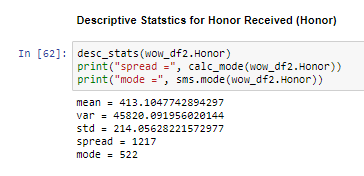 Descriptive Statstics for Honor Received (Honor)
In [62]: desc_stats(wow_df2.Honor)
print("spread =", calc_mode(wow_df2.Honor))
print("mode =", sms.mode(wow_df2.Honor))
mean = 413.1047742894297
var = 45820.091956020144
std = 214.05628221572977
spread = 1217
mode = 522